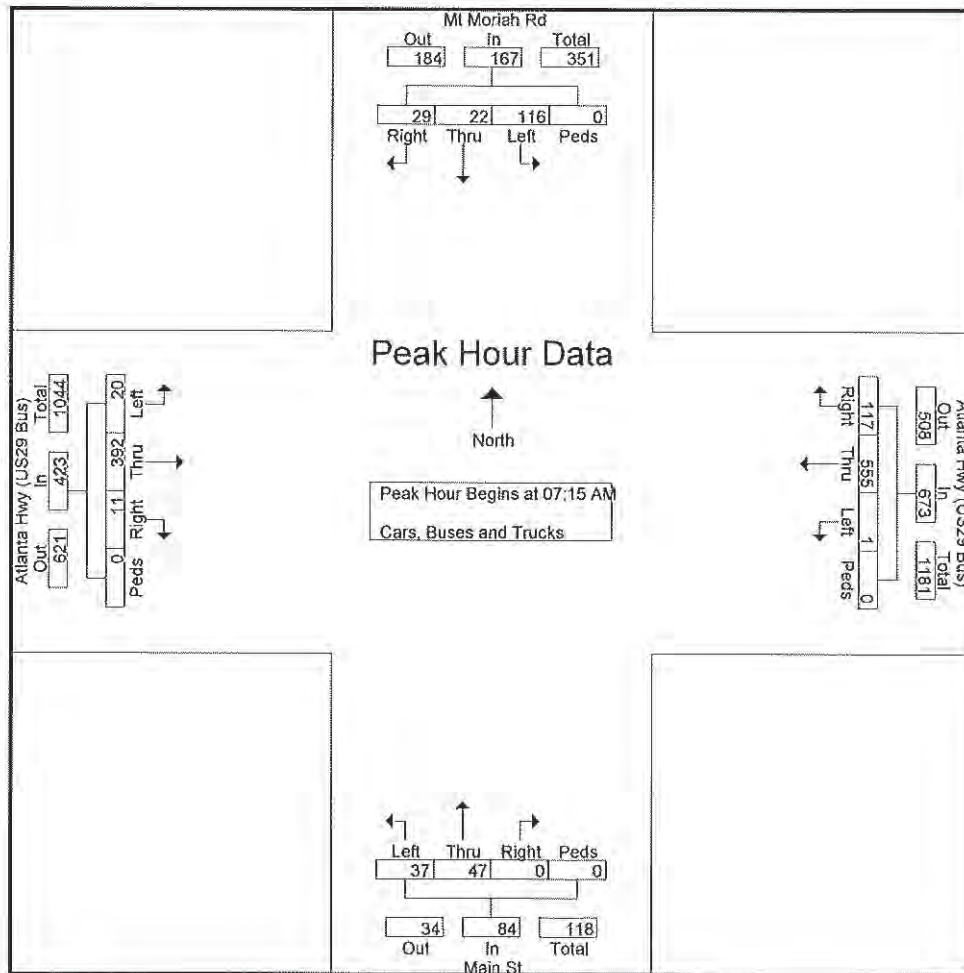 Mt Moriah Rd
Out In Total
184 167 351
29 22 116 0
Right Thru Left Peds
Peak Hour Data
North
Peak Hour Begins at 07:15 AM
Cars, Buses and Trucks
Atlanta Hwy (US29 Bus)
Out In Total
621 423 1044
Left Thru Right Peds
20 392 11 0
Atlanta Hwy (US29 Bus)
Out In Total
508 673 1181
117 555 1 0
Right Thru Left Peds
Left Thru Right Peds
37 47 0 0
34 84 118
Out In Total
Main St